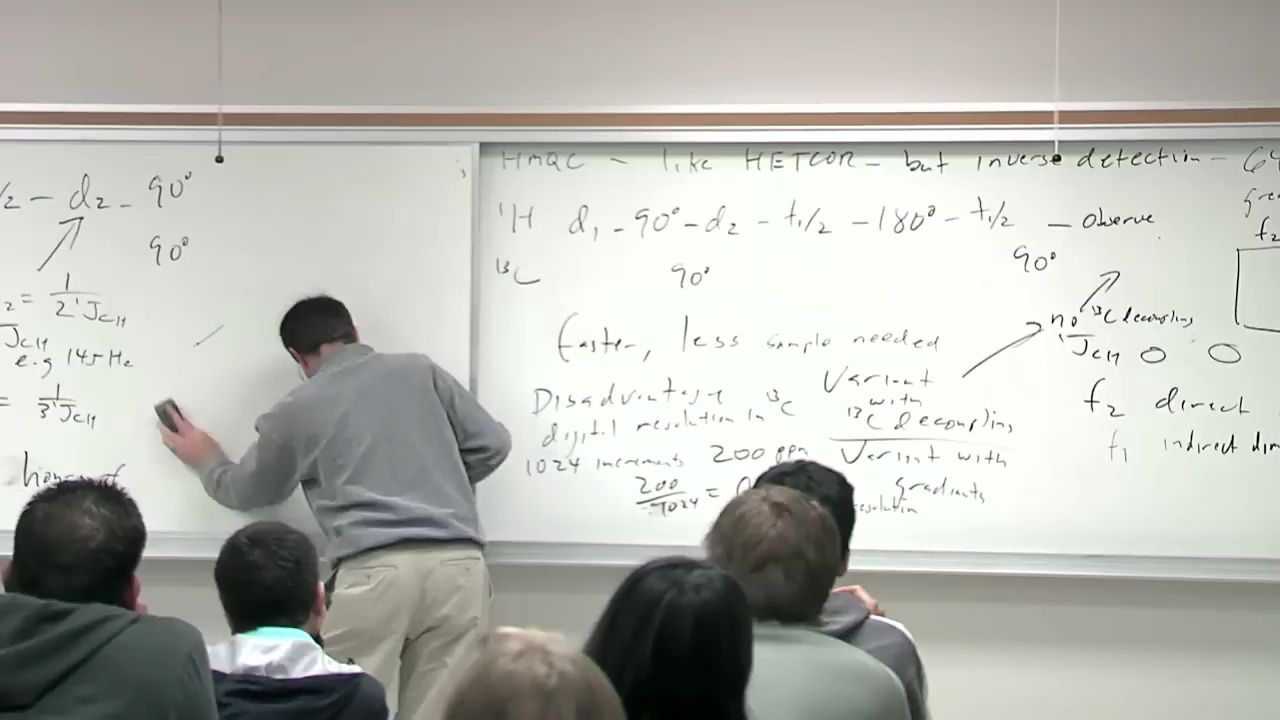 /2 - d2 - 90°
90°
2 = 1/2¹JCH
JCH
e.g 145 Hz
= 1/3¹JCH
HMQC - like HETCOR - but inverse detection - 64
¹H d1 - 90° - d2 - t1/2 - 180° - t1/2 - Observe
¹³C 90° 90°
f2
Faster, less sample needed
no ¹³C decoupling
¹JCH
Disadvantage
digital resolution in ¹³C
1024 increments 200 ppm
200/1024 =
Variant
with
¹³C decoupling
Variant with
gradients
f2 direct
f1 indirect dim